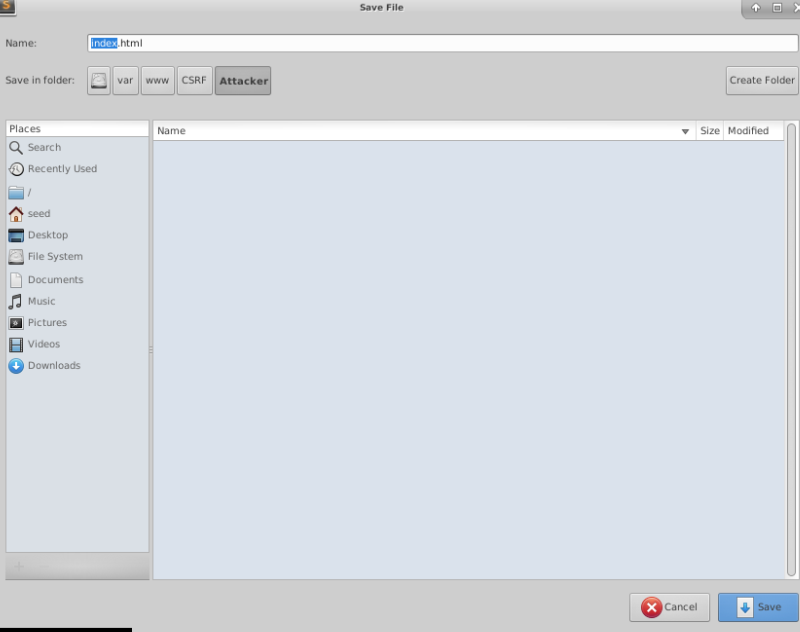 S
Save File
Name:
index.html
Save in folder:
var
www
CSRF
Attacker
Create Folder
Places
Name
Size
Modified
Search
Recently Used
/
seed
Desktop
File System
Documents
Music
Pictures
Videos
Downloads
Cancel
Save